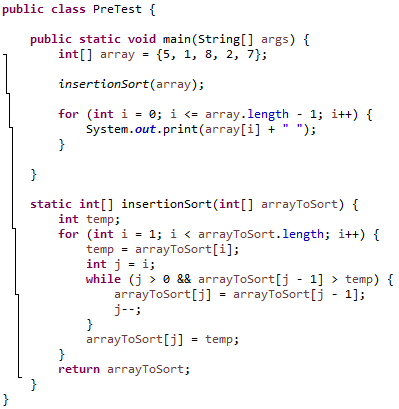 public class PreTest {
public static void main(String[] args) {
int[] array = {5, 1, 8, 2, 7};
insertionSort(array);
for (int i = 0; i <= array.length - 1; i++) {
System.out.print(array[i] + " ");
}
}
static int[] insertionSort(int[] arrayToSort) {
int temp;
for (int i = 1; i < arrayToSort.length; i++) {
temp = arrayToSort[i];
int j = i;
while (j > 0 && arrayToSort[j - 1] > temp) {
arrayToSort[j] = arrayToSort[j - 1];
j--;
}
arrayToSort[j] = temp;
}
return arrayToSort;
}
}